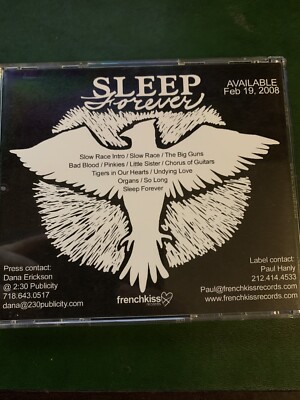 SLEEP
Forever
AVAILABLE
Feb 19, 2008
Slow Race Intro / Slow Race / The Big Guns
Bad Blood / Pinkies / Little Sister / Chorus of Guitars
Tigers in Our Hearts / Undying Love
Organs / So Long
Sleep Forever
Press contact:
Dana Erickson
@ 2:30 Publicity
718.643.0517
dana@230publicity.com
frenchkiss
RECORDS
Label contact:
Paul Hanly
212.414.4533
Paul@frenchkissrecords.com
www.frenchkissrecords.com